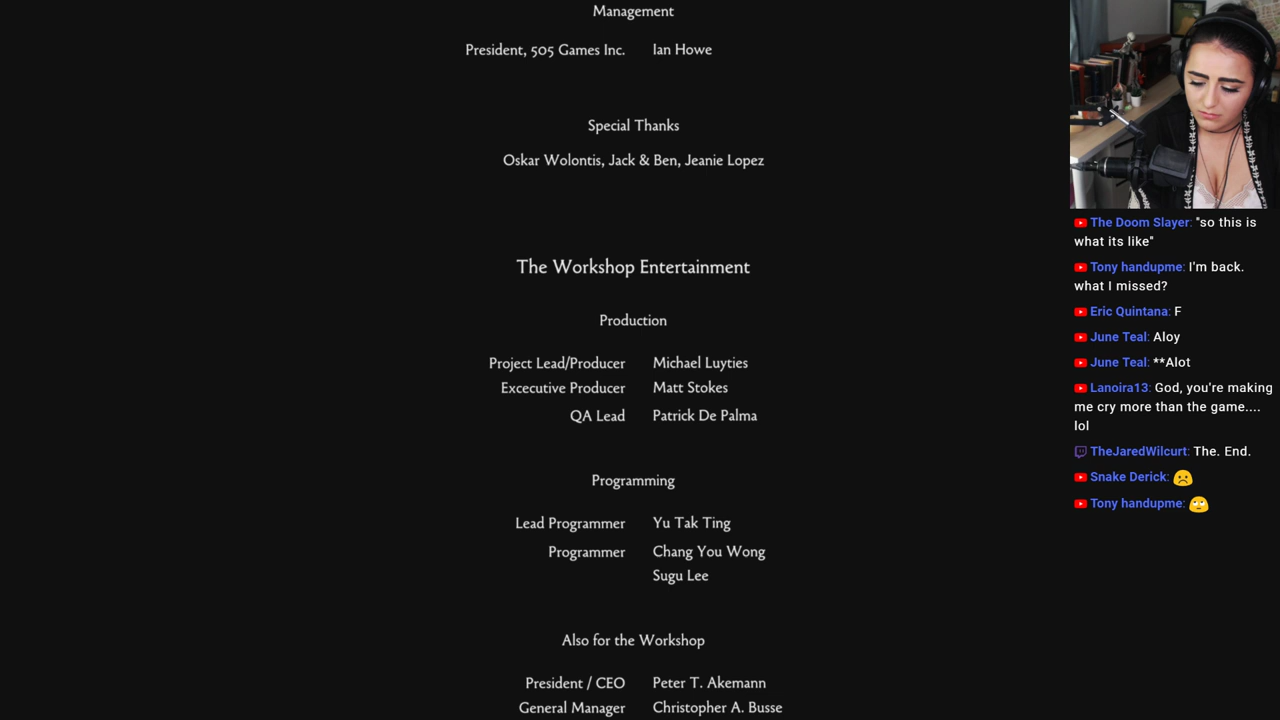 Management
President, 505 Games Inc. Ian Howe
Special Thanks
Oskar Wolontis, Jack & Ben, Jeanie Lopez
The Workshop Entertainment
Production
Project Lead/Producer Michael Luyties
Excecutive Producer Matt Stokes
QA Lead Patrick De Palma
Programming
Lead Programmer Yu Tak Ting
Programmer Chang You Wong
Sugu Lee
Also for the Workshop
President / CEO Peter T. Akemann
General Manager Christopher A. Busse
The Doom Slayer: "so this is
what its like"
Tony handupme: I'm back.
what I missed?
Eric Quintana: F
June Teal: Aloy
June Teal: **Alot
Lanoira13: God, you're making
me cry more than the game....
lol
TheJaredWilcurt: The. End.
Snake Derick: ☹️
Tony handupme: 🙄